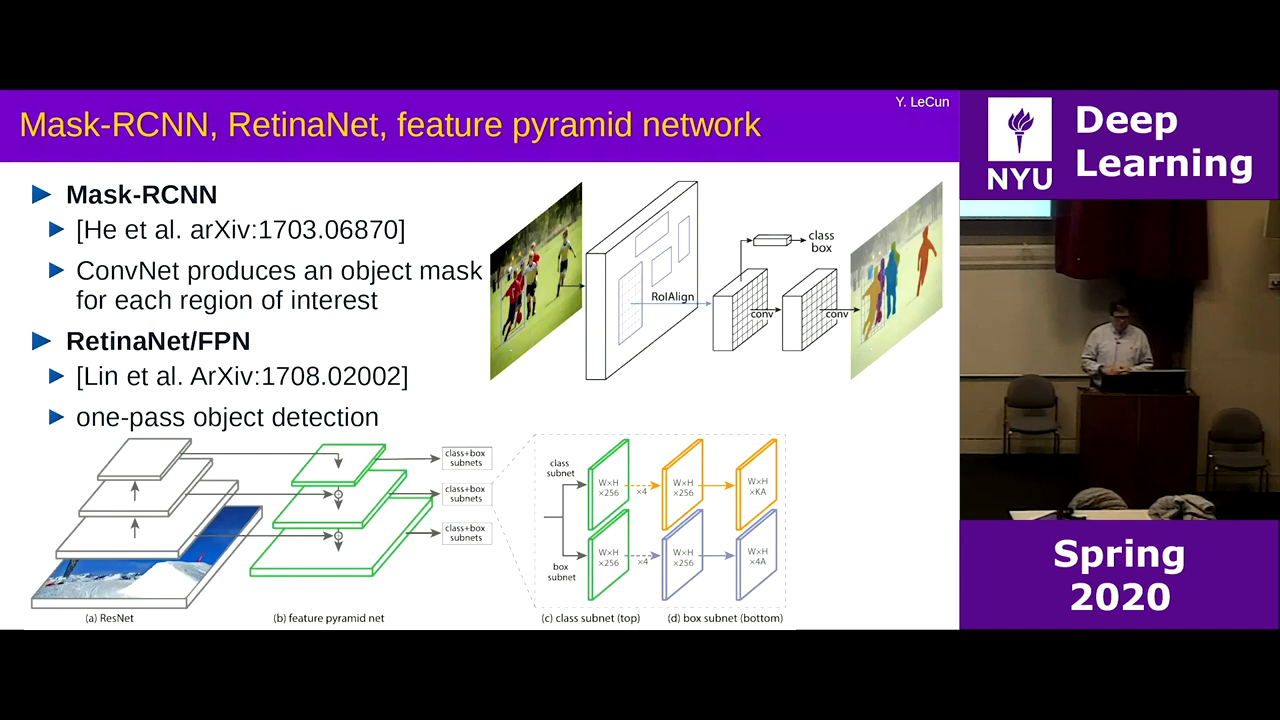 Y. LeCun
Mask-RCNN, RetinaNet, feature pyramid network
Mask-RCNN
[He et al. arXiv:1703.06870]
ConvNet produces an object mask
for each region of interest
RetinaNet/FPN
[Lin et al. ArXiv:1708.02002]
one-pass object detection
RoIAlign
class
box
conv
conv
class+box
subnets
class+box
subnets
class+box
subnets
class
subnet
box
subnet
W×H
×256
×4
W×H
×256
W×H
×KA
W×H
×256
×4
W×H
×256
W×H
×4A
(a) ResNet
(b) feature pyramid net
(c) class subnet (top)
(d) box subnet (bottom)
NYU
Deep
Learning
Spring
2020